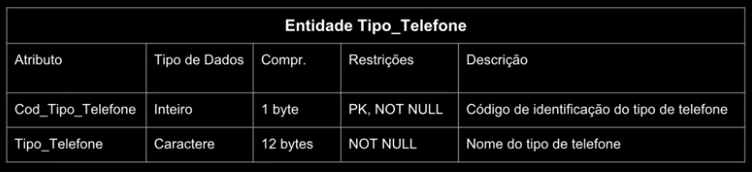 Entidade Tipo_Telefone
Atributo Tipo de Dados Compr. Restrições Descrição
Cod_Tipo_Telefone Inteiro 1 byte PK, NOT NULL Código de identificação do tipo de telefone
Tipo_Telefone Caractere 12 bytes NOT NULL Nome do tipo de telefone